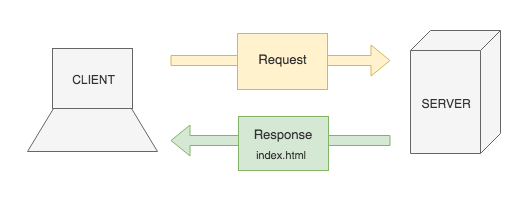 Request
CLIENT
SERVER
Response
index.html